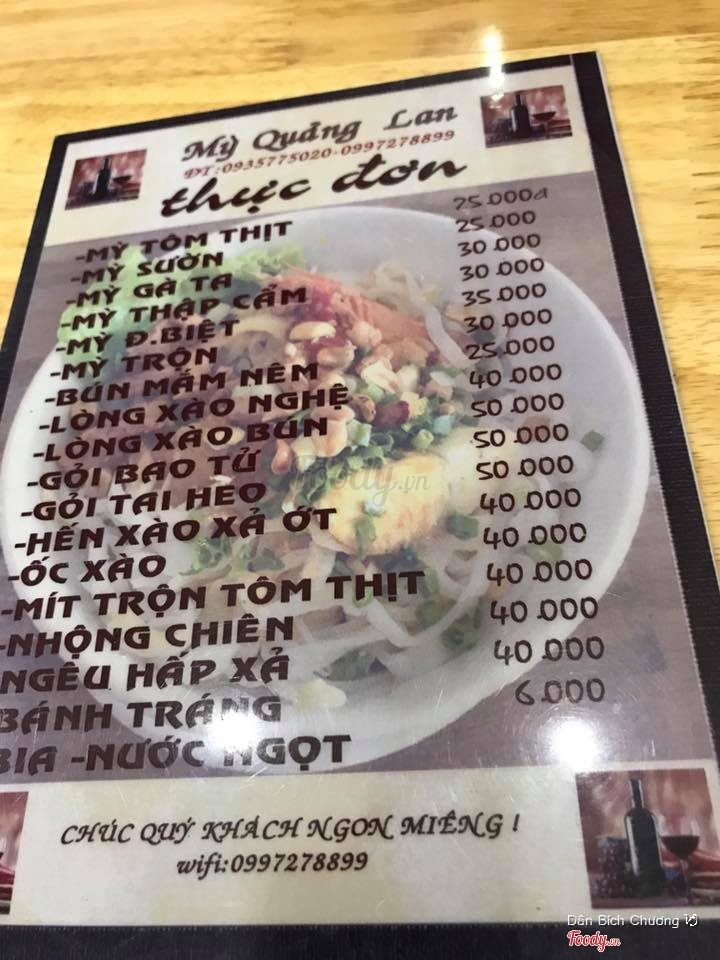 Mỳ Quảng Lan
ĐT:0935775020-0997278899
thực đơn
-MỲ TÔM THỊT 25.000đ
-MỲ SƯỜN 25.000
-MỲ GÀ TA 30.000
-MỲ THẬP CẨM 30.000
-MỲ Đ.BIỆT 35.000
-MỲ TRỘN 30.000
-BÚN MẮM NÊM 25.000
-LÒNG XÀO NGHỆ 40.000
-LÒNG XÀO BÚN 50.000
-GỎI BAO TỬ 50.000
-GỎI TAI HEO 50.000
-HẾN XÀO XẢ ỚT 40.000
-ỐC XÀO 40.000
-MÍT TRỘN TÔM THỊT 40.000
-NHỘNG CHIÊN 40.000
NGÊU HẤP XẢ 40.000
BÁNH TRÁNG 6.000
BIA -NƯỚC NGỌT
CHÚC QUÝ KHÁCH NGON MIỆNG !
wifi:0997278899
Foody.vn
Dân Bích Chương
Foody.vn